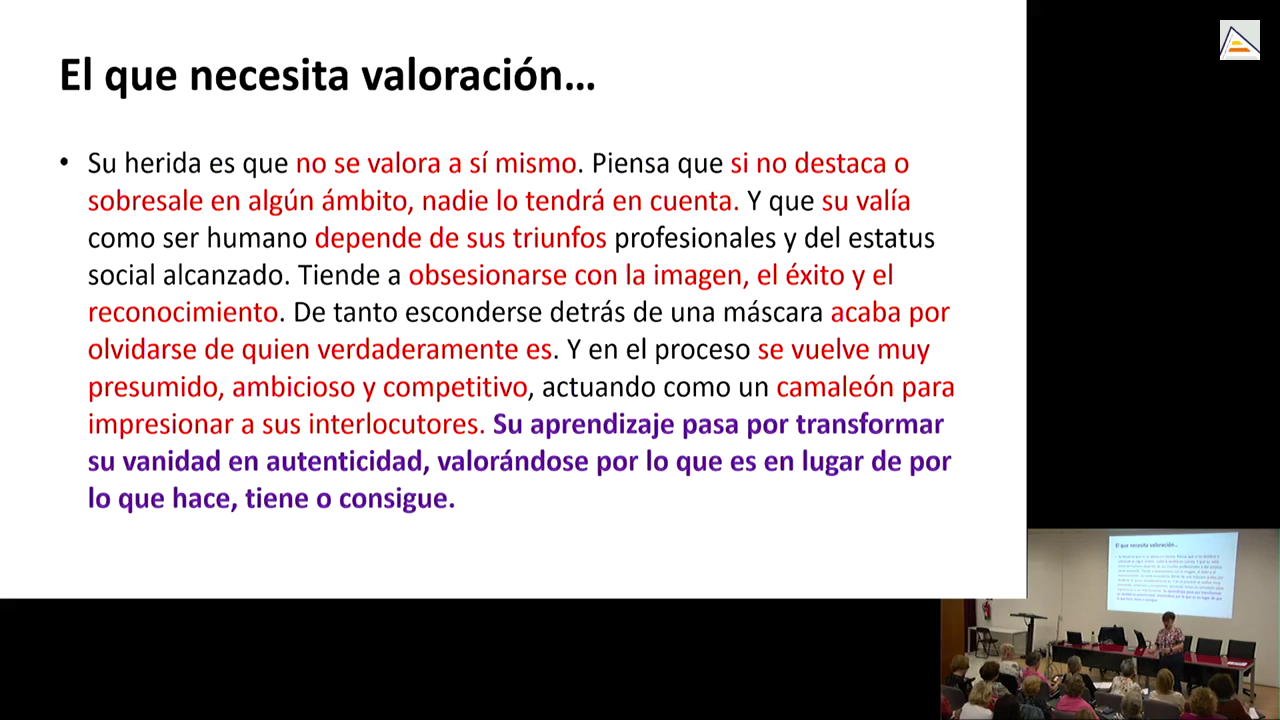 El que necesita valoración...
• Su herida es que no se valora a sí mismo. Piensa que si no destaca o
sobresale en algún ámbito, nadie lo tendrá en cuenta. Y que su valía
como ser humano depende de sus triunfos profesionales y del estatus
social alcanzado. Tiende a obsesionarse con la imagen, el éxito y el
reconocimiento. De tanto esconderse detrás de una máscara acaba por
olvidarse de quien verdaderamente es. Y en el proceso se vuelve muy
presumido, ambicioso y competitivo, actuando como un camaleón para
impresionar a sus interlocutores. Su aprendizaje pasa por transformar
su vanidad en autenticidad, valorándose por lo que es en lugar de por
lo que hace, tiene o consigue.
El que necesita valoración...